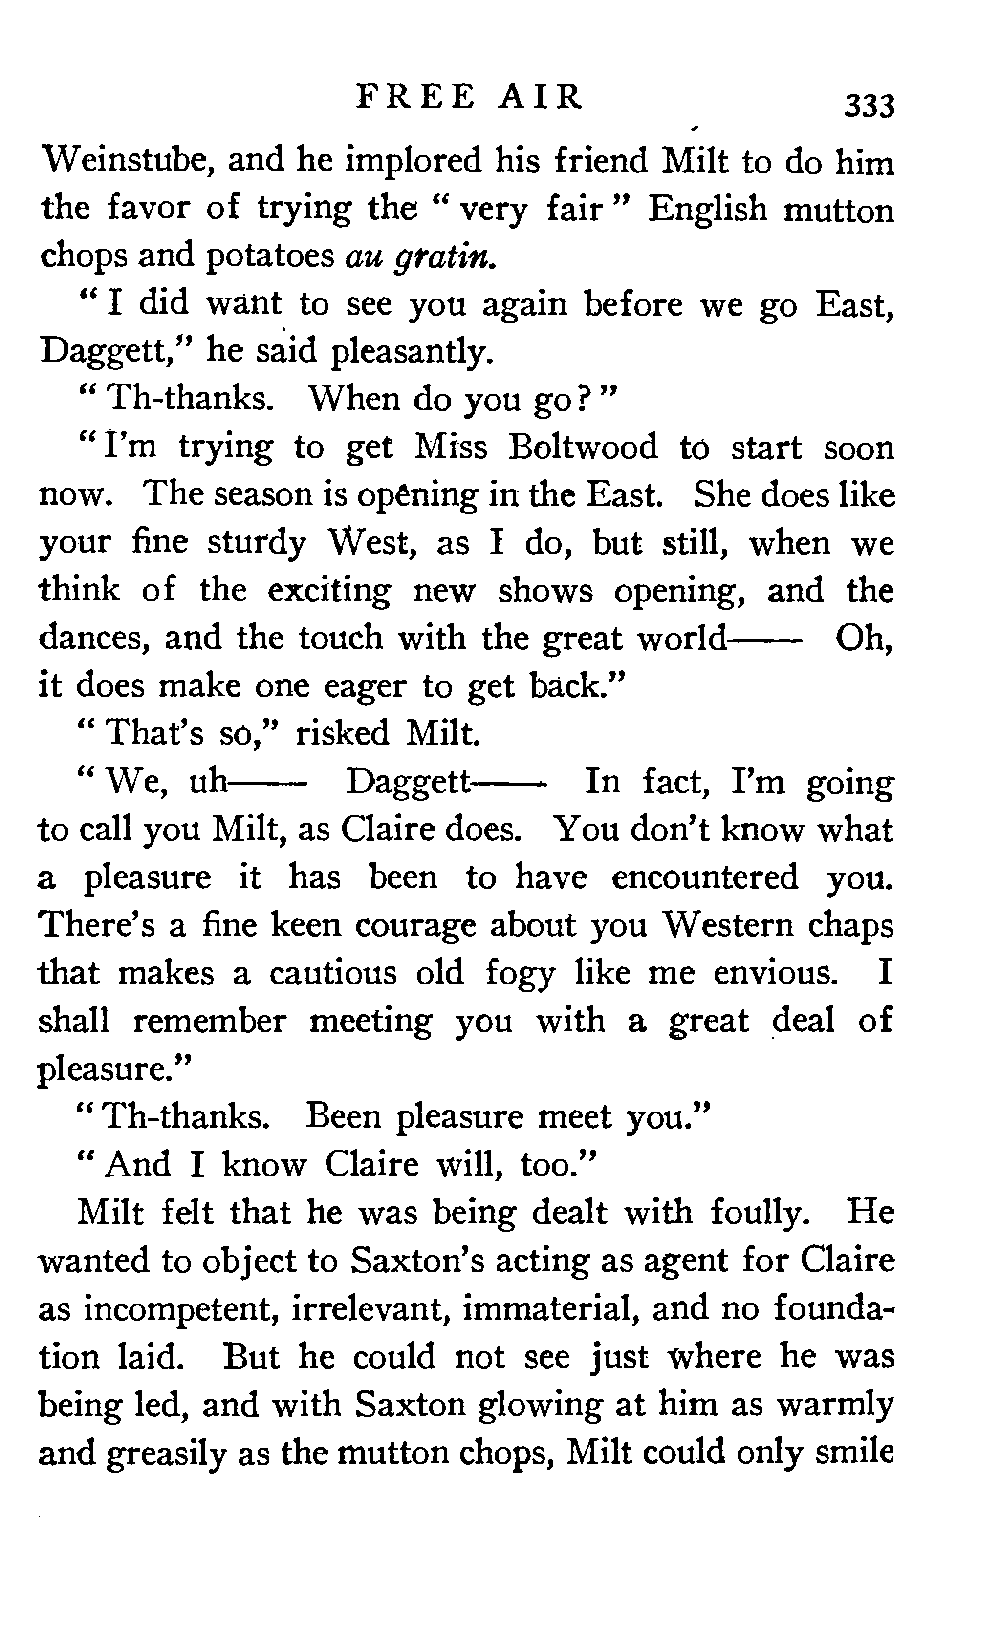 FREE AIR 333
Weinstube, and he implored his friend Milt to do him
the favor of trying the " very fair " English mutton
chops and potatoes au gratin.
" I did want to see you again before we go East,
Daggett," he said pleasantly.
" Th-thanks. When do you go? "
" I'm trying to get Miss Boltwood to start soon
now. The season is opening in the East. She does like
your fine sturdy West, as I do, but still, when we
think of the exciting new shows opening, and the
dances, and the touch with the great world—— Oh,
it does make one eager to get back."
" That's so," risked Milt.
" We, uh—— Daggett—— In fact, I'm going
to call you Milt, as Claire does. You don't know what
a pleasure it has been to have encountered you.
There's a fine keen courage about you Western chaps
that makes a cautious old fogy like me envious. I
shall remember meeting you with a great deal of
pleasure."
" Th-thanks. Been pleasure meet you."
" And I know Claire will, too."
Milt felt that he was being dealt with foully. He
wanted to object to Saxton's acting as agent for Claire
as incompetent, irrelevant, immaterial, and no founda-
tion laid. But he could not see just where he was
being led, and with Saxton glowing at him as warmly
and greasily as the mutton chops, Milt could only smile